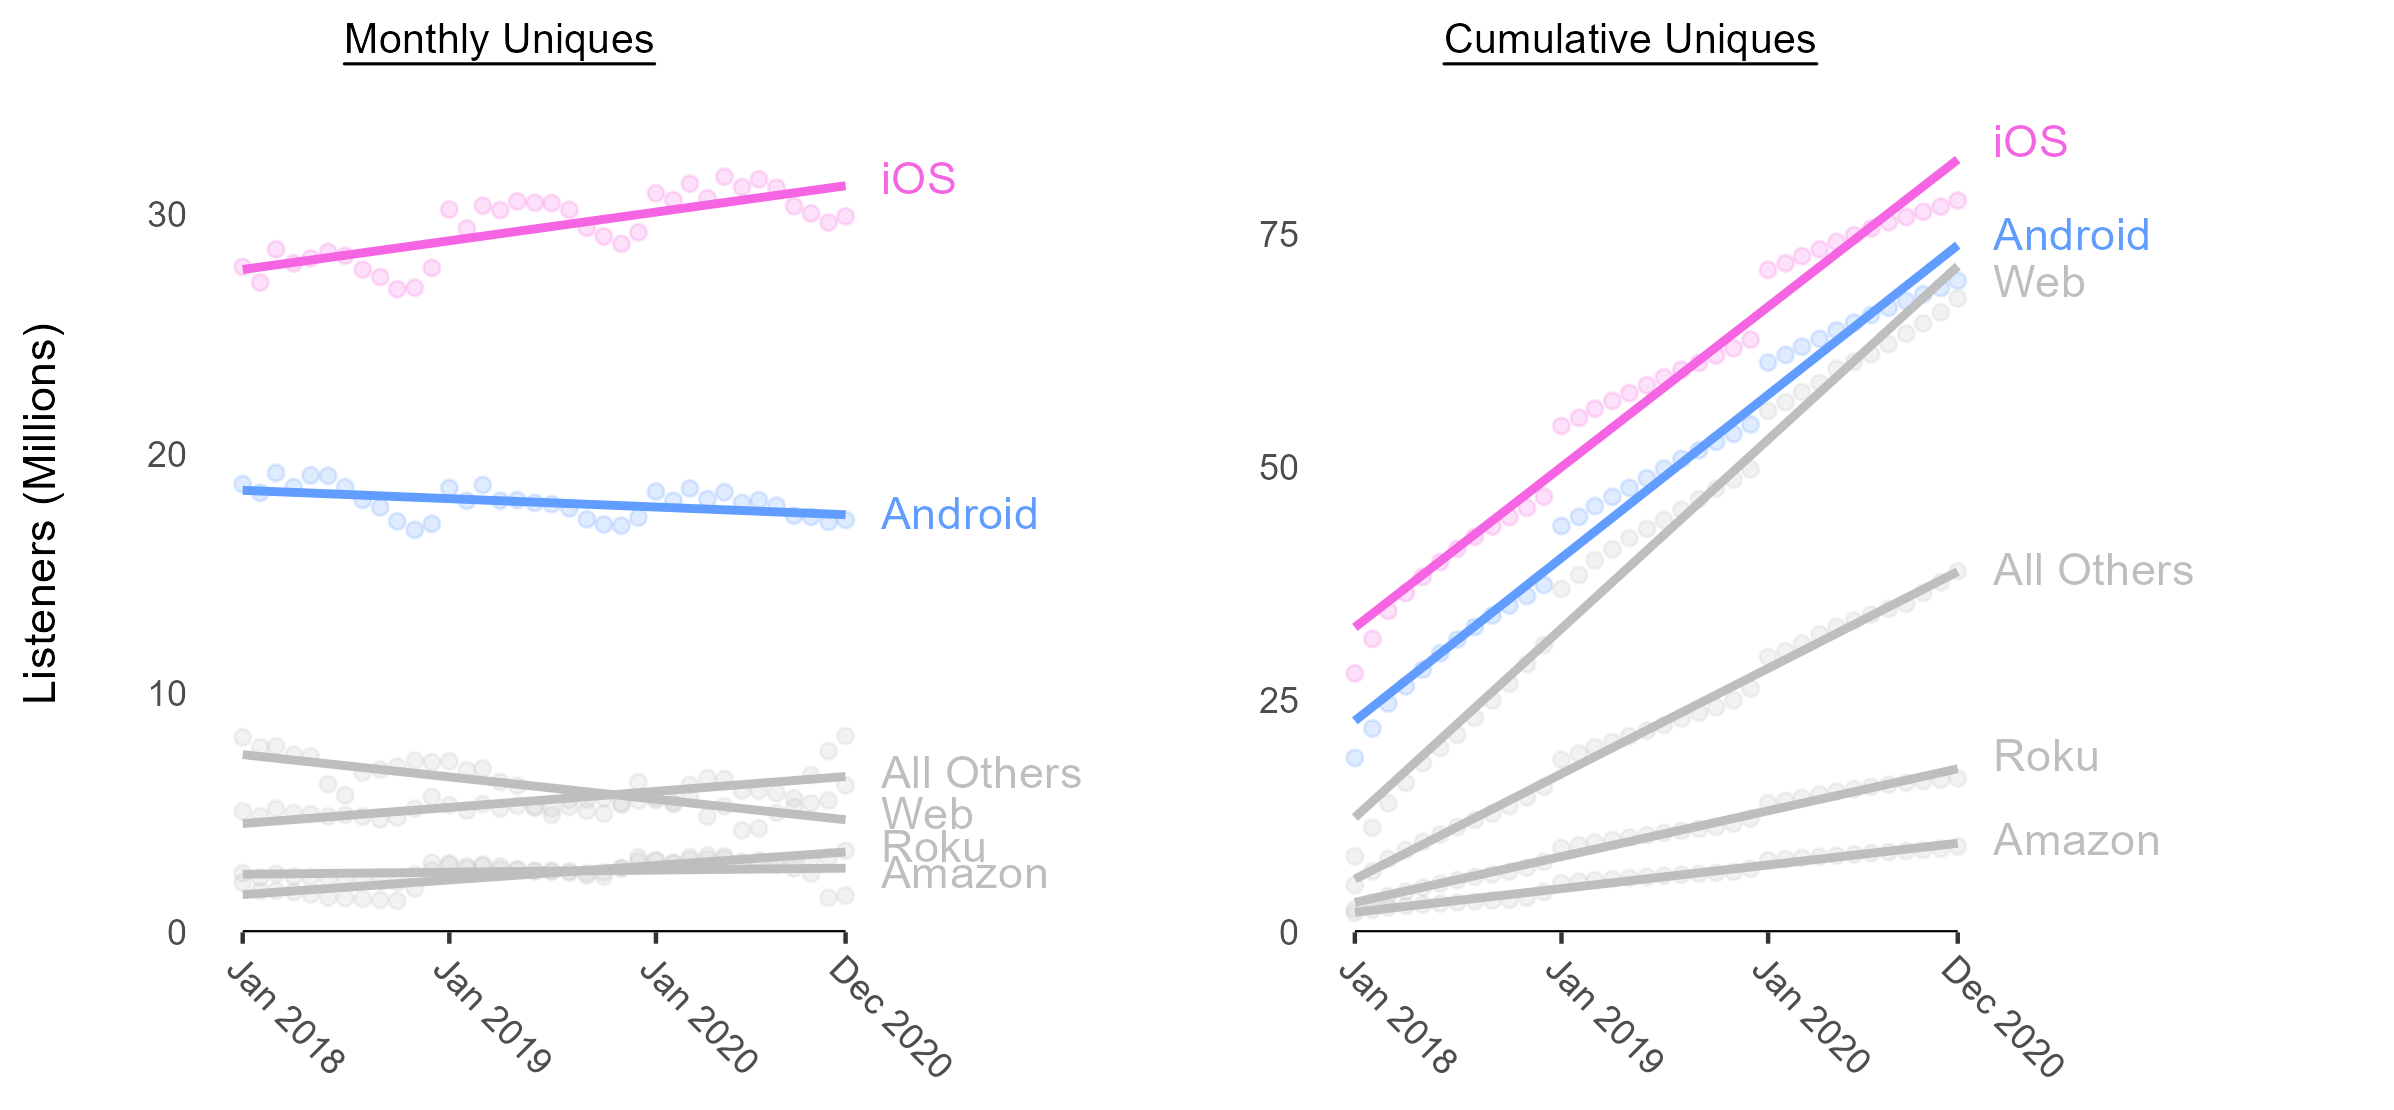 Monthly Uniques
Listeners (Millions)
30
20
10
0
iOS
Android
All Others
Web
Roku
Amazon
Jan 2018
Jan 2019
Jan 2020
Dec 2020
Cumulative Uniques
75
50
25
0
iOS
Android
Web
All Others
Roku
Amazon
Jan 2018
Jan 2019
Jan 2020
Dec 2020